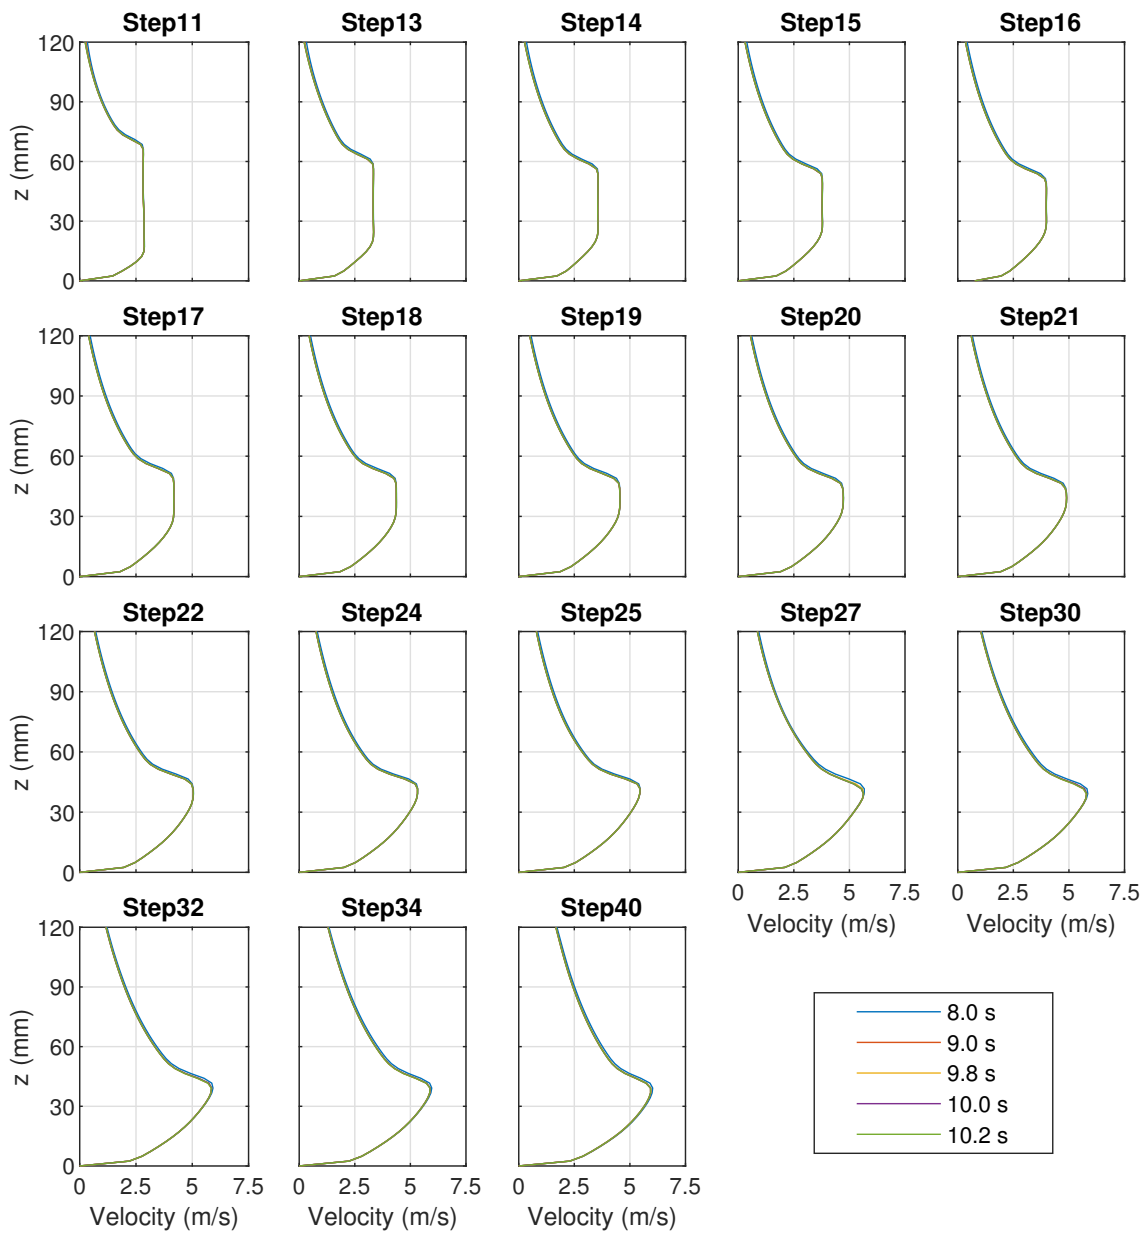 Step11 Step13 Step14 Step15 Step16
120
90
z (mm)
60
30
0
Step17 Step18 Step19 Step20 Step21
120
90
z (mm)
60
30
0
Step22 Step24 Step25 Step27 Step30
120
90
z (mm)
60
30
0
0 2.5 5 7.5 0 2.5 5 7.5
Velocity (m/s) Velocity (m/s)
Step32 Step34 Step40
120
90
z (mm)
60
30
0
0 2.5 5 7.5 0 2.5 5 7.5 0 2.5 5 7.5
Velocity (m/s) Velocity (m/s) Velocity (m/s)
8.0 s
9.0 s
9.8 s
10.0 s
10.2 s